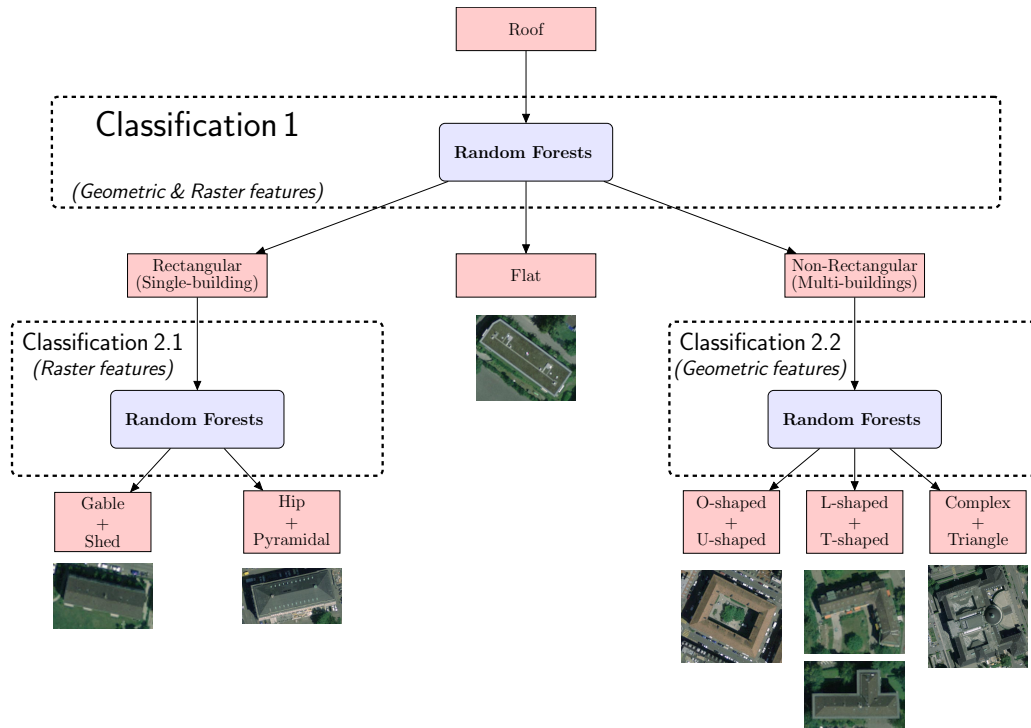 Roof
Classification 1
Random Forests
(Geometric & Raster features)
Rectangular
(Single-building)
Flat
Non-Rectangular
(Multi-buildings)
Classification 2.1
(Raster features)
Random Forests
Classification 2.2
(Geometric features)
Random Forests
Gable
+
Shed
Hip
+
Pyramidal
O-shaped
+
U-shaped
L-shaped
+
T-shaped
Complex
+
Triangle